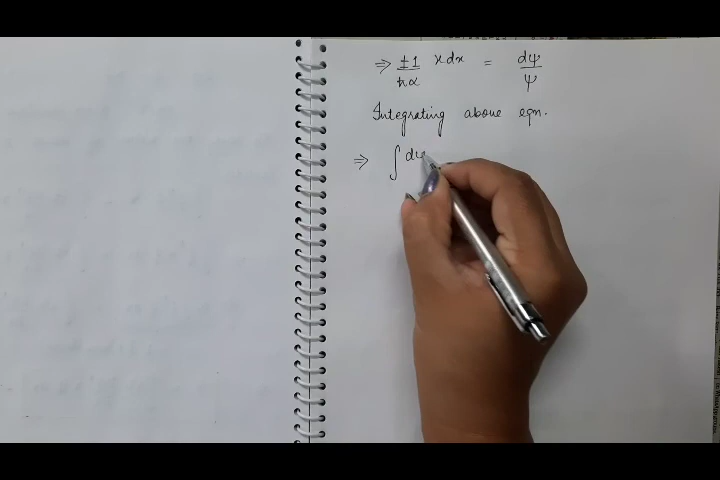 ⇒ ±1/ħα x dx = dψ/ψ
Integrating above eqn.
⇒ ∫ dψ